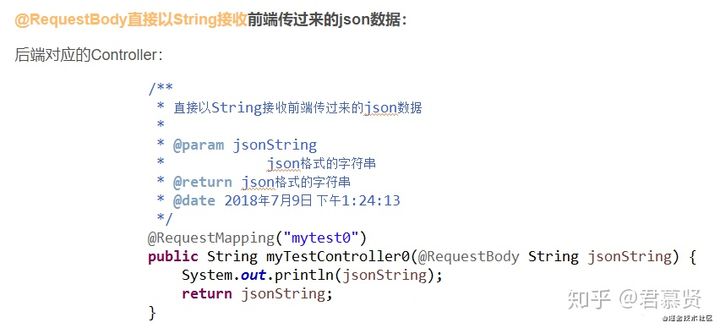 @RequestBody直接以String接收前端传过来的json数据：
后端对应的Controller：
/**
 * 直接以String接收前端传过来的json数据
 *
 * @param jsonString
 *            json格式的字符串
 * @return json格式的字符串
 * @date 2018年7月9日 下午1:24:13
 */
@RequestMapping("mytest0")
public String myTestController0(@RequestBody String jsonString) {
    System.out.println(jsonString);
    return jsonString;
}
知乎 @君慕贤
@掘金技术社区